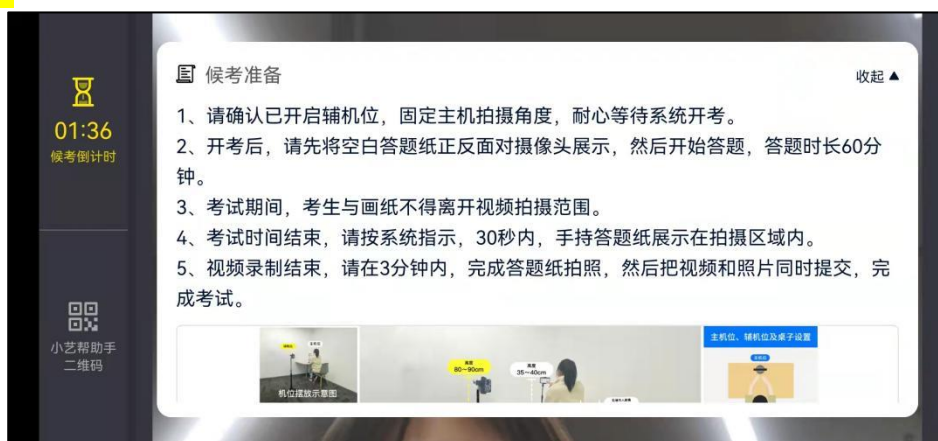 候考准备
收起▲
01:36
候考倒计时
1、请确认已开启辅机位，固定主机拍摄角度，耐心等待系统开考。
2、开考后，请先将空白答题纸正反面对摄像头展示，然后开始答题，答题时长60分
钟。
3、考试期间，考生与画纸不得离开视频拍摄范围。
4、考试时间结束，请按系统指示，30秒内，手持答题纸展示在拍摄区域内。
5、视频录制结束，请在3分钟内，完成答题纸拍照，然后把视频和照片同时提交，完
成考试。
小艺帮助手
二维码
机位摆放示意图
高度
80~90cm
高度
35~40cm
主机位、辅机位及桌子设置